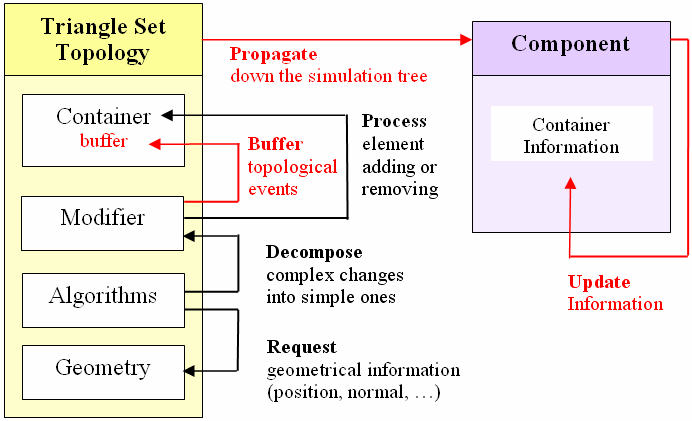 Triangle Set
Topology
Propagate
down the simulation tree
Component
Container
buffer
Process
element
adding or
removing
Buffer
topological
events
Container
Information
Modifier
Decompose
complex changes
into simple ones
Update
Information
Algorithms
Request
geometrical information
(position, normal, …)
Geometry